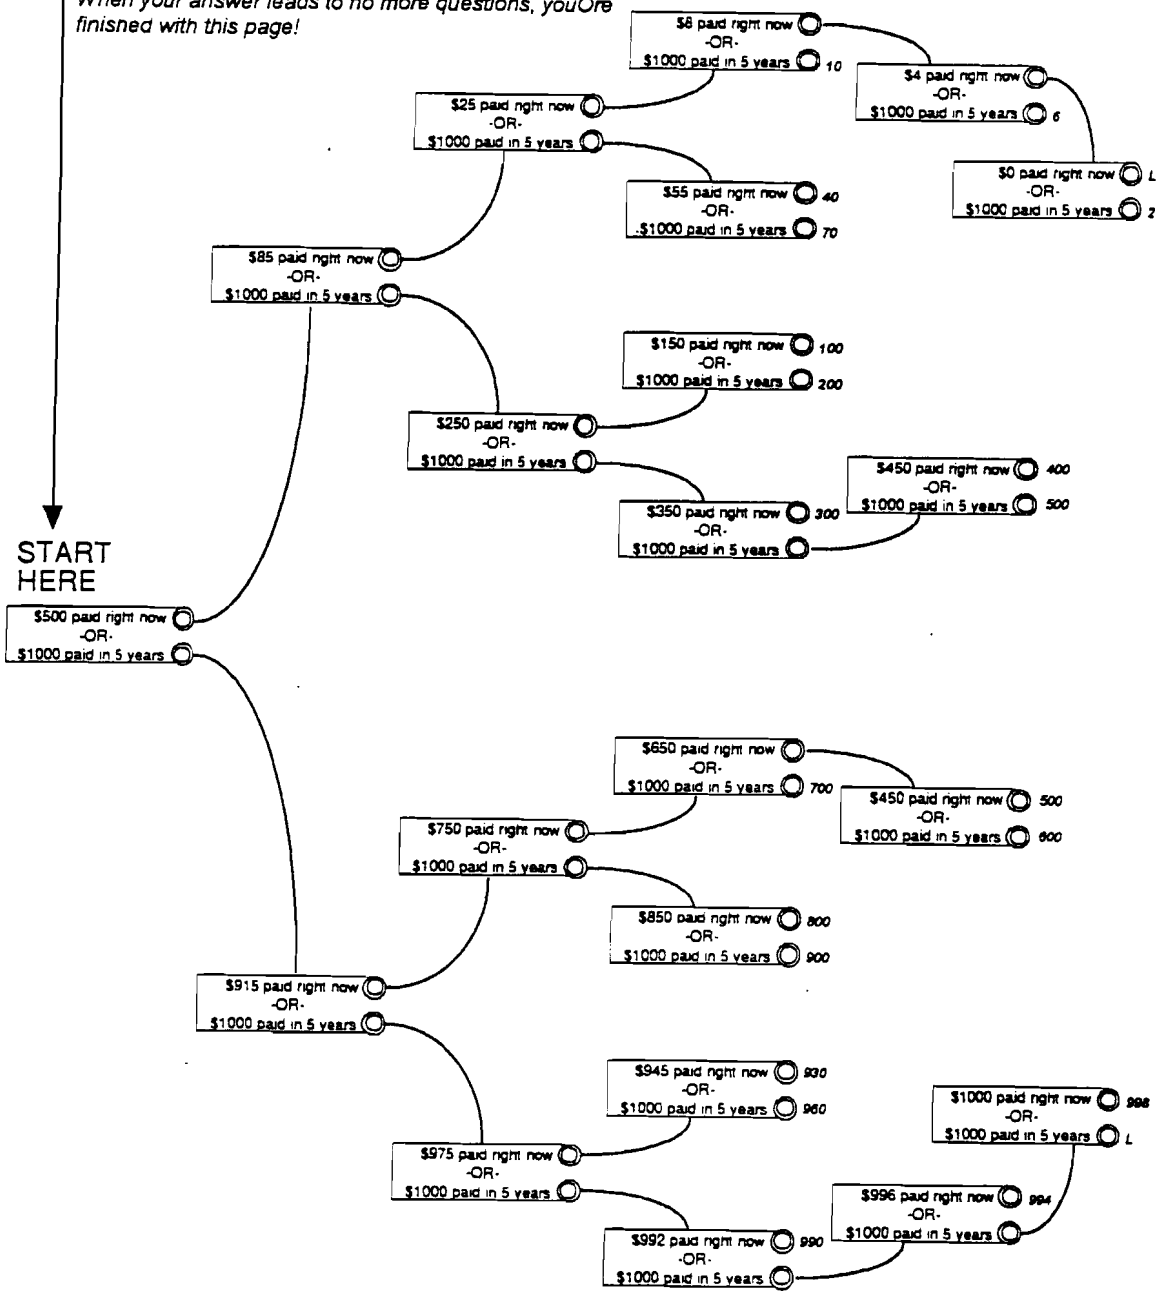 When your answer leads to no more questions, youOre
finished with this page!
$8 paid right now
-OR-
$1000 paid in 5 years 10
$4 paid right now
-OR-
$1000 paid in 5 years 6
$0 paid right now L
-OR-
$1000 paid in 5 years 2
$25 paid right now
-OR-
$1000 paid in 5 years
$55 paid right now 40
-OR-
$1000 paid in 5 years 70
$85 paid right now
-OR-
$1000 paid in 5 years
$150 paid right now 100
-OR-
$1000 paid in 5 years 200
$250 paid right now
-OR-
$1000 paid in 5 years
$350 paid right now 300
-OR-
$1000 paid in 5 years
$450 paid right now 400
-OR-
$1000 paid in 5 years 500
START
HERE
$500 paid right now
-OR-
$1000 paid in 5 years
$650 paid right now
-OR-
$1000 paid in 5 years 700
$450 paid right now 500
-OR-
$1000 paid in 5 years 600
$750 paid right now
-OR-
$1000 paid in 5 years
$850 paid right now 800
-OR-
$1000 paid in 5 years 900
$915 paid right now
-OR-
$1000 paid in 5 years
$945 paid right now 930
-OR-
$1000 paid in 5 years 960
$975 paid right now
-OR-
$1000 paid in 5 years
$992 paid right now 990
-OR-
$1000 paid in 5 years
$996 paid right now 994
-OR-
$1000 paid in 5 years
$1000 paid right now 998
-OR-
$1000 paid in 5 years L